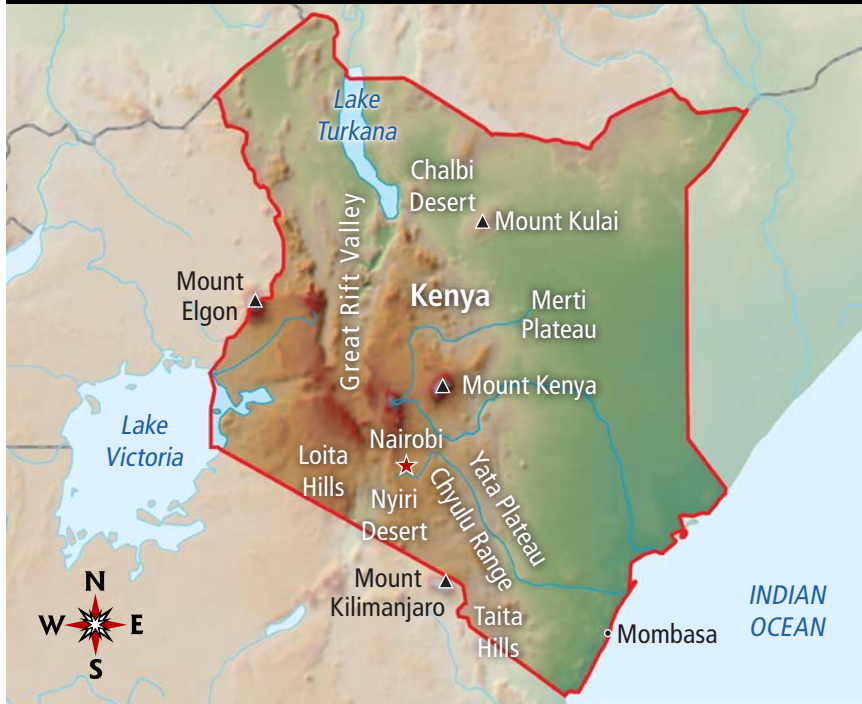 Lake
Turkana
Chalbi
Desert
Mount Kulai
Great Rift Valley
Mount
Elgon
Kenya
Merti
Plateau
Mount Kenya
Lake
Victoria
Nairobi
Loita
Hills
Yata Plateau
Chyulu Range
Nyiri
Desert
Mount
Kilimanjaro
Taita
Hills
Mombasa
INDIAN
OCEAN
N
W
E
S